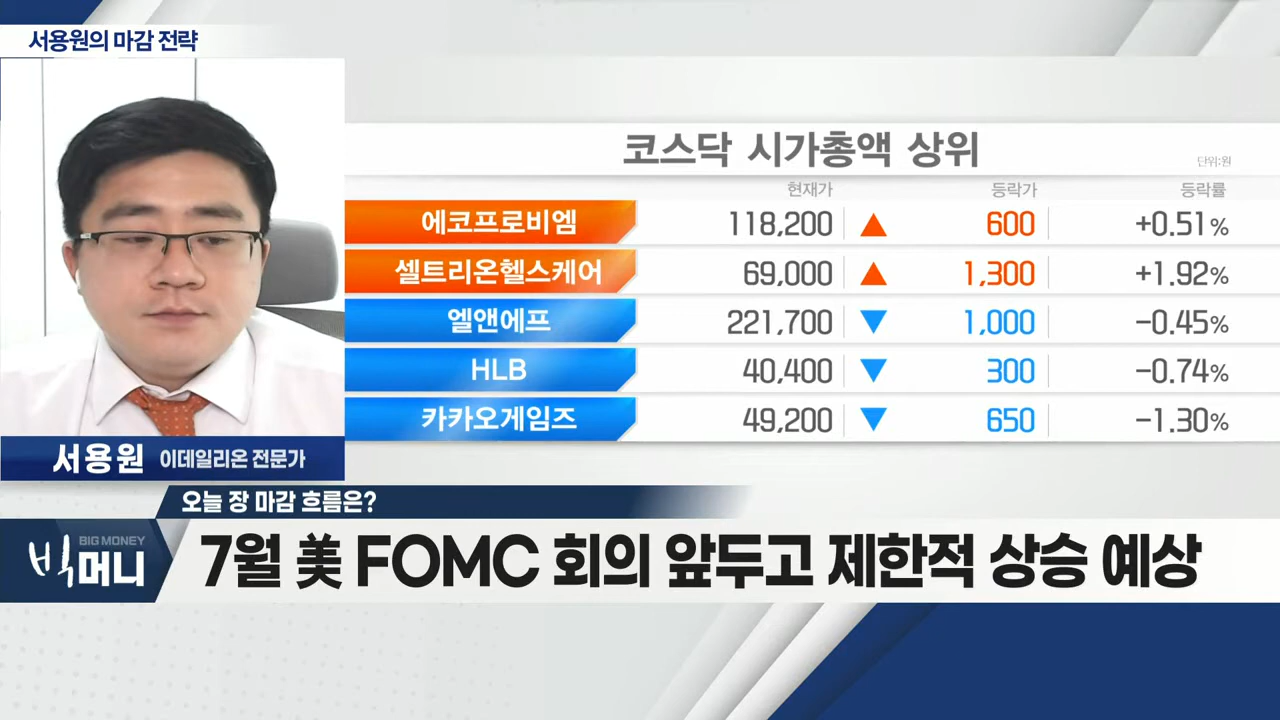 서용원의 마감 전략
코스닥 시가총액 상위
단위:원
현재가 등락가 등락률
에코프로비엠 118,200 ▲ 600 +0.51%
셀트리온헬스케어 69,000 ▲ 1,300 +1.92%
엘앤에프 221,700 ▼ 1,000 -0.45%
HLB 40,400 ▼ 300 -0.74%
카카오게임즈 49,200 ▼ 650 -1.30%
서용원 이데일리온 전문가
오늘 장 마감 흐름은?
BIG MONEY
빅머니
7월 美 FOMC 회의 앞두고 제한적 상승 예상